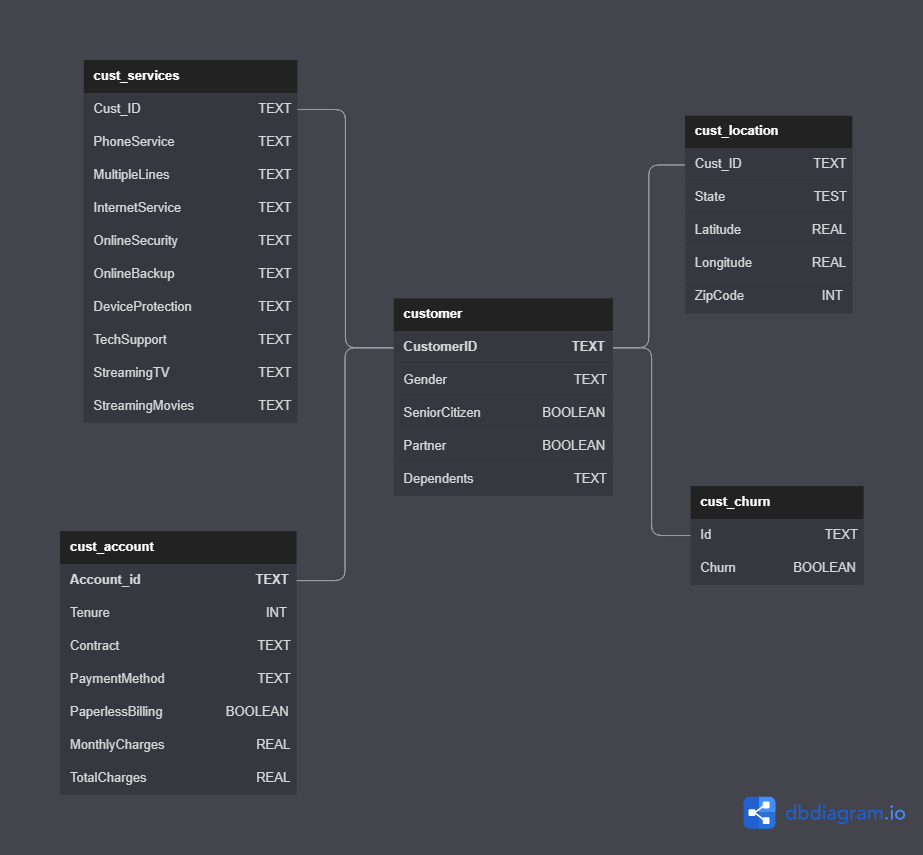 cust_services
Cust_ID TEXT
PhoneService TEXT
MultipleLines TEXT
InternetService TEXT
OnlineSecurity TEXT
OnlineBackup TEXT
DeviceProtection TEXT
TechSupport TEXT
StreamingTV TEXT
StreamingMovies TEXT
cust_location
Cust_ID TEXT
State TEST
Latitude REAL
Longitude REAL
ZipCode INT
customer
CustomerID TEXT
Gender TEXT
SeniorCitizen BOOLEAN
Partner BOOLEAN
Dependents TEXT
cust_account
Account_id TEXT
Tenure INT
Contract TEXT
PaymentMethod TEXT
PaperlessBilling BOOLEAN
MonthlyCharges REAL
TotalCharges REAL
cust_churn
Id TEXT
Churn BOOLEAN
dbdiagram.io